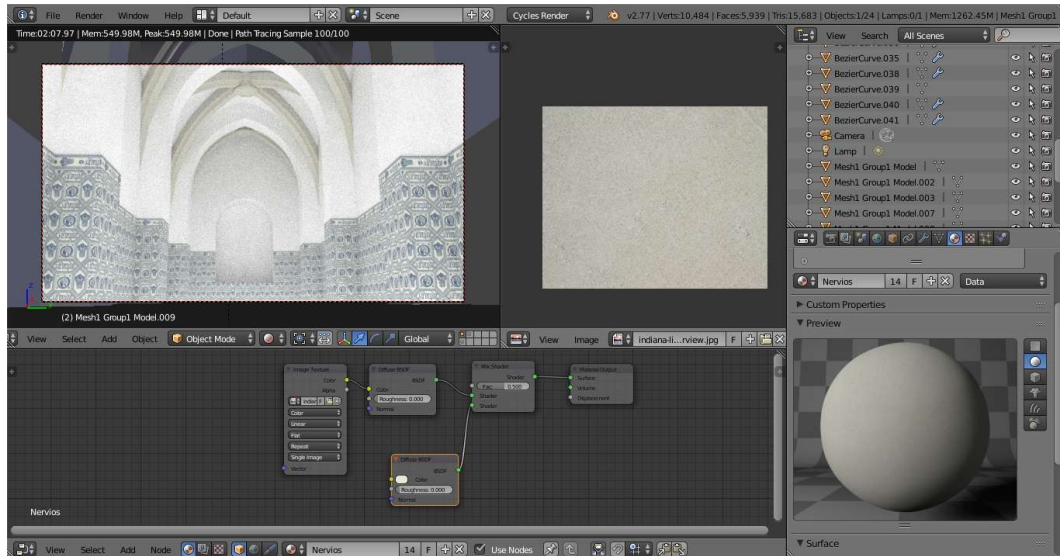 File Render Window Help Default Scene Cycles Render v2.77 | Verts:10,484 | Faces:5,939 | Tris:15,683 | Objects:1/24 | Lamps:0/1 | Mem:1262.45M | Mesh1 Group1
Time:02:07.97 | Mem:549.98M, Peak:549.98M | Done | Path Tracing Sample 100/100
View Search All Scenes
BezierCurve.035
BezierCurve.038
BezierCurve.039
BezierCurve.040
BezierCurve.041
Camera
Lamp
Mesh1 Group1 Model
Mesh1 Group1 Model.002
Mesh1 Group1 Model.003
Mesh1 Group1 Model.007
Nervios 14 F Data
Custom Properties
Preview
Surface
z
(2) Mesh1 Group1 Model.009
View Select Add Object Object Mode Global
View Image indiana-li...rview.jpg F
Image Texture
Color
Alpha
F
Color
Linear
Flat
Repeat
Single Image
Vector
Diffuse BSDF
BSDF
Color
Roughness: 0.000
Normal
Mix Shader
Shader
Fac: 0.500
Shader
Shader
Material Output
Surface
Volume
Displacement
Diffuse BSDF
BSDF
Color
Roughness: 0.000
Normal
Nervios
View Select Add Node Nervios 14 F Use Nodes